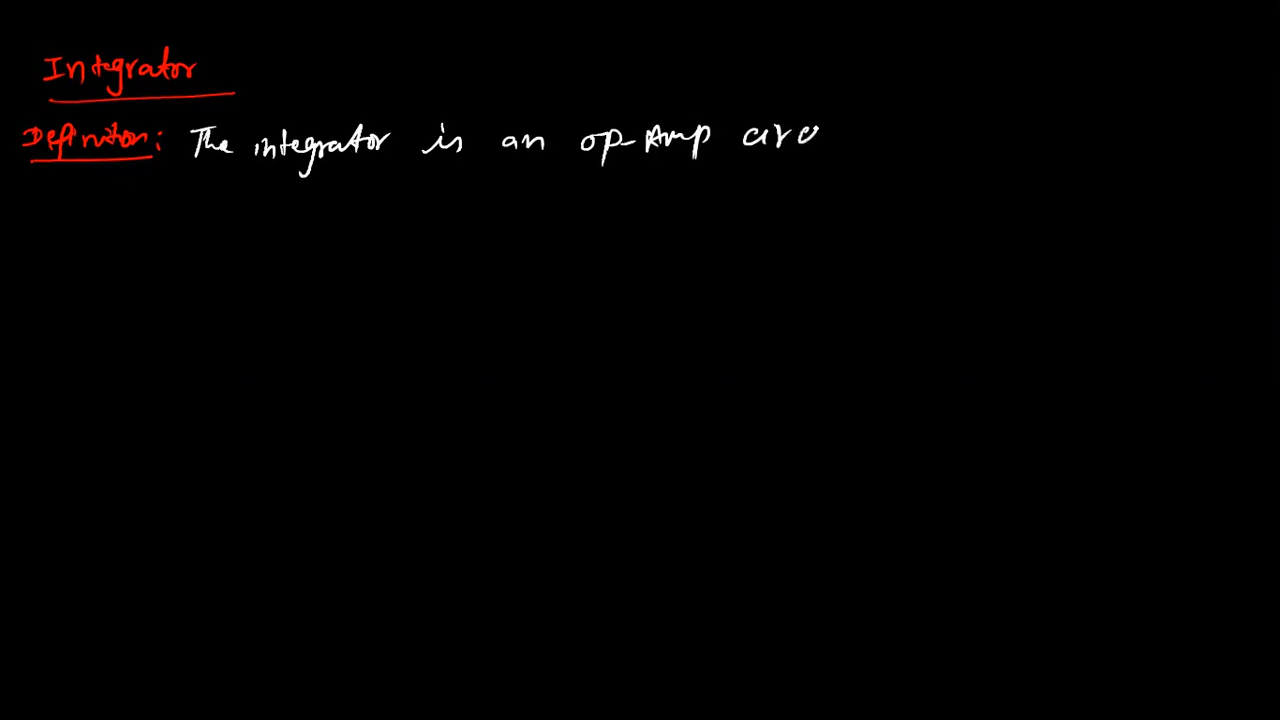 Integrator
Definition: The integrator is an op-Amp circ